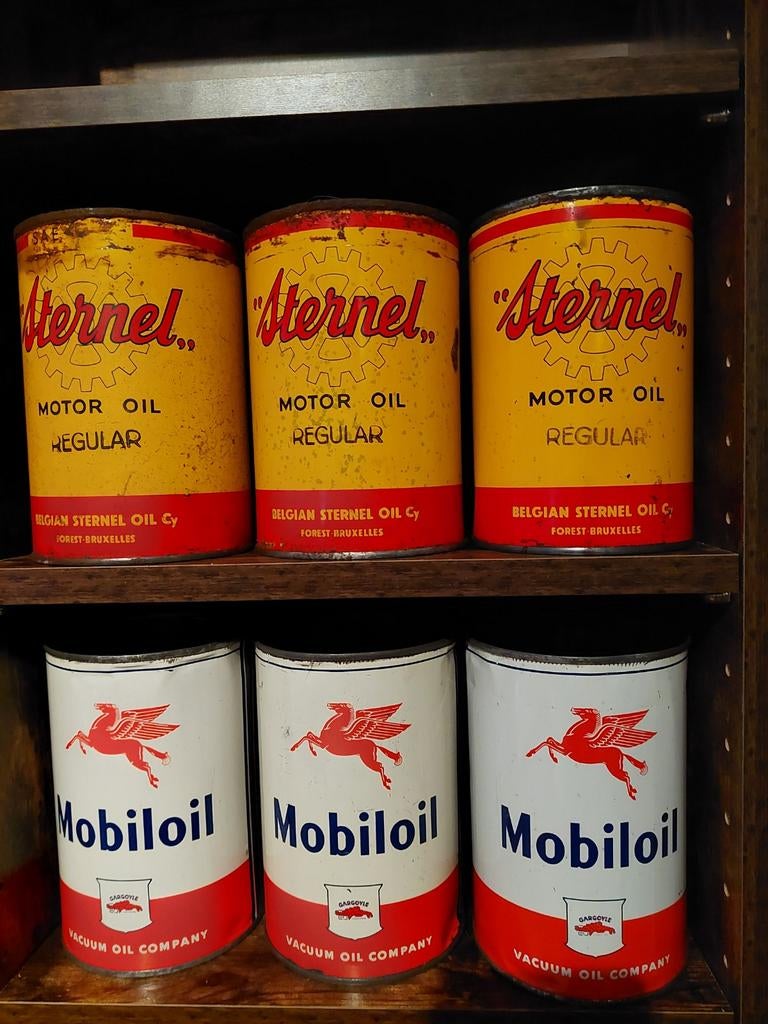 S.A.E.
"Sternel„
MOTOR OIL
REGULAR
BELGIAN STERNEL OIL Cy
FOREST-BRUXELLES
"Sternel„
MOTOR OIL
REGULAR
BELGIAN STERNEL OIL Cy
FOREST-BRUXELLES
"Sternel„
MOTOR OIL
REGULAR
BELGIAN STERNEL OIL Cy
FOREST-BRUXELLES
Mobiloil
GARGOYLE
VACUUM OIL COMPANY
Mobiloil
GARGOYLE
VACUUM OIL COMPANY
Mobiloil
GARGOYLE
VACUUM OIL COMPANY